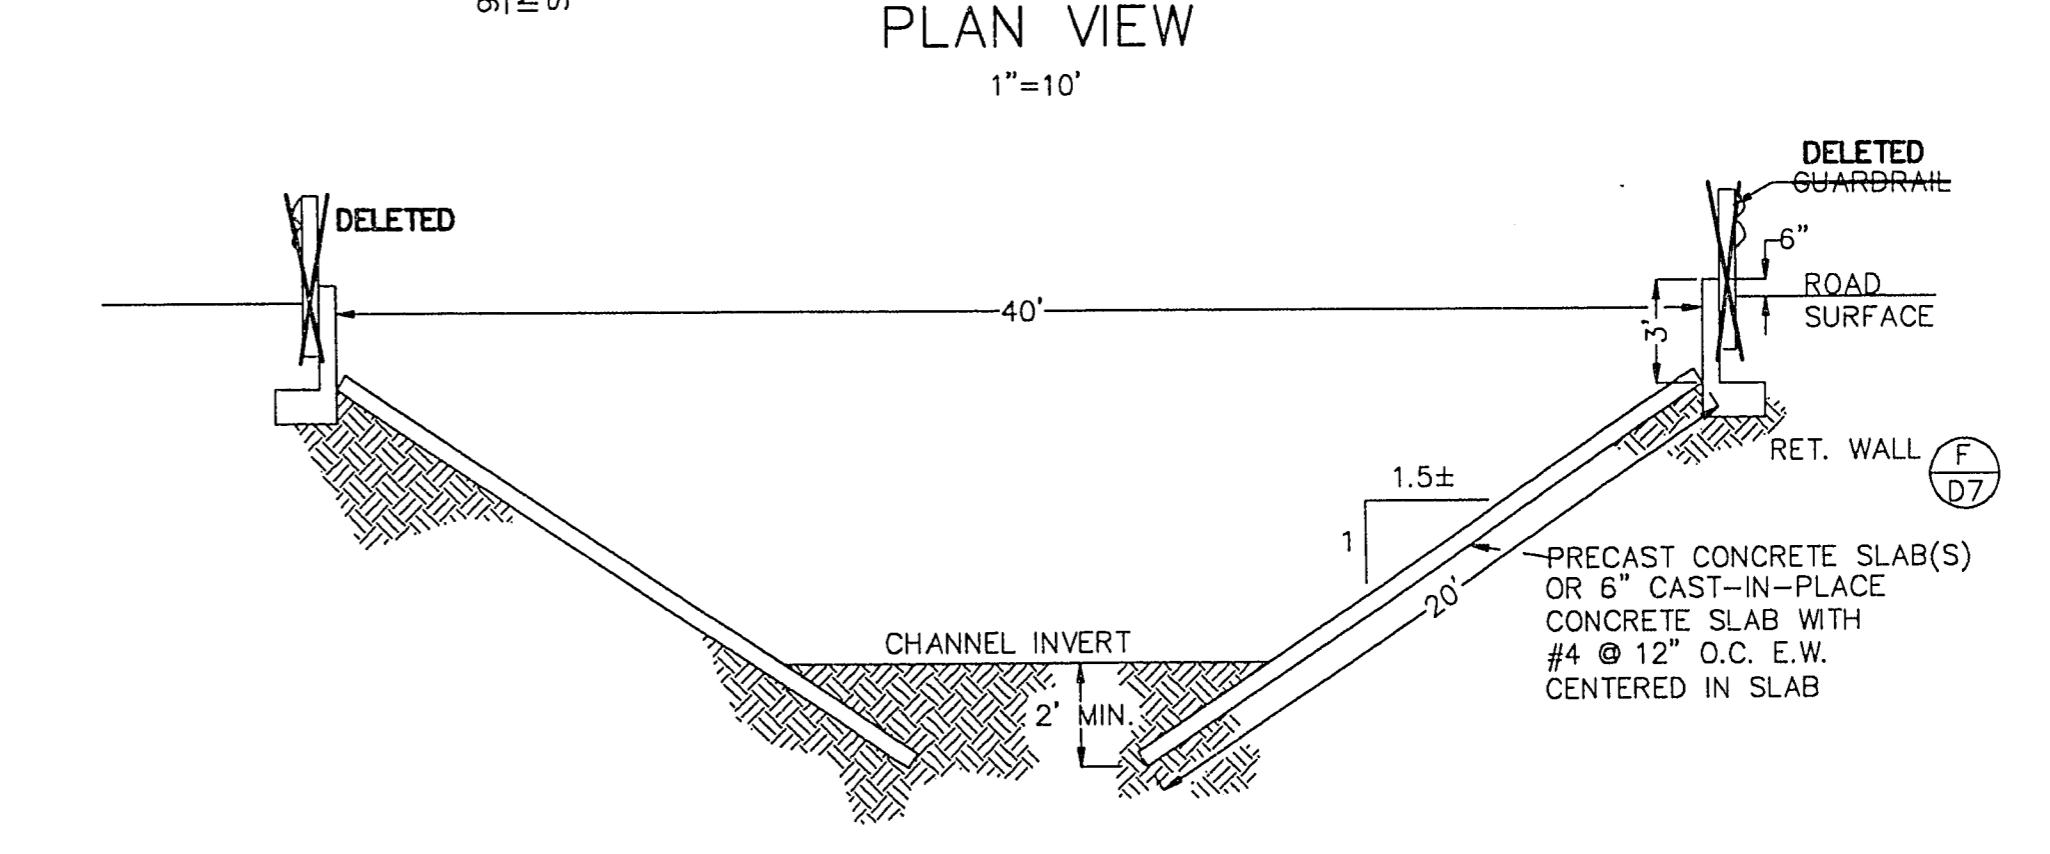 PLAN VIEW
1"=10'
DELETED
GUARDRAIL
DELETED
6"
ROAD
SURFACE
40'
3'
RET. WALL
F
D7
1.5±
1
20'
PRECAST CONCRETE SLAB(S)
OR 6" CAST-IN-PLACE
CONCRETE SLAB WITH
#4 @ 12" O.C. E.W.
CENTERED IN SLAB
CHANNEL INVERT
2' MIN.